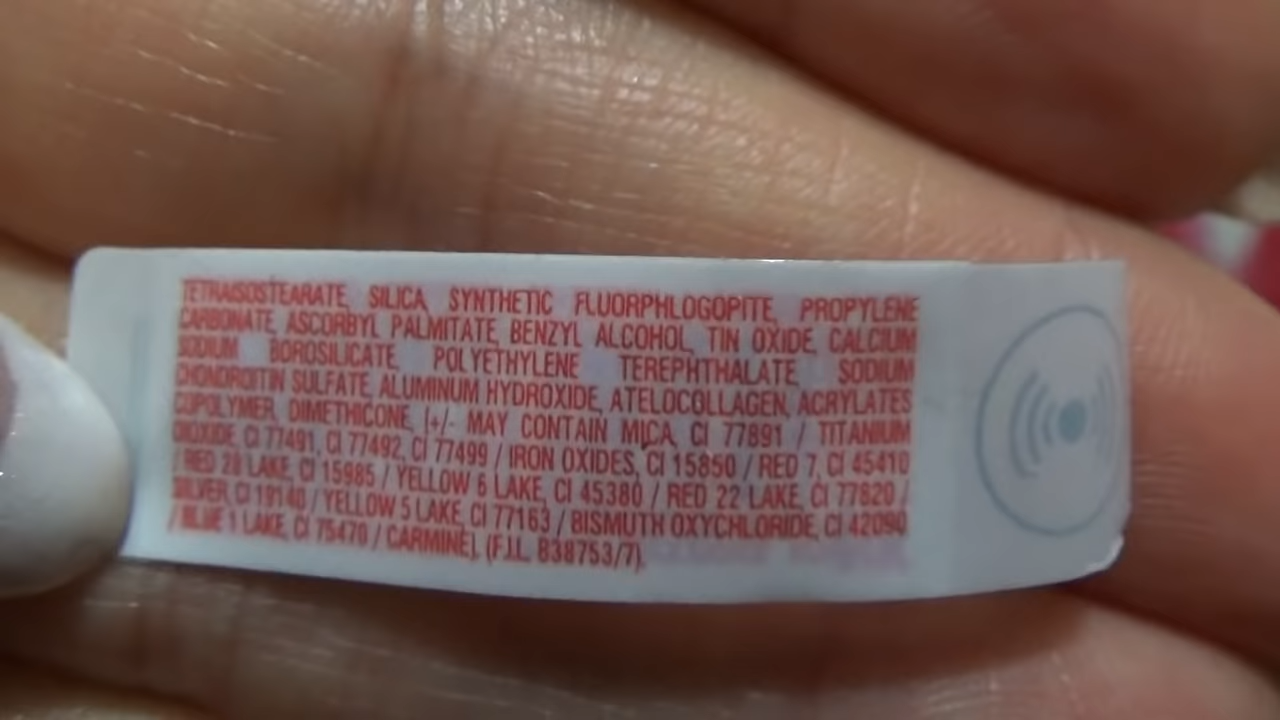 TETRAISOSTEARATE, SILICA, SYNTHETIC FLUORPHLOGOPITE, PROPYLENE
CARBONATE, ASCORBYL PALMITATE, BENZYL ALCOHOL, TIN OXIDE, CALCIUM
SODIUM BOROSILICATE, POLYETHYLENE TEREPHTHALATE, SODIUM
CHONDROITIN SULFATE, ALUMINUM HYDROXIDE, ATELOCOLLAGEN, ACRYLATES
COPOLYMER, DIMETHICONE, [+/- MAY CONTAIN MICA, CI 77891 / TITANIUM
DIOXIDE, CI 77491, CI 77492, CI 77499 / IRON OXIDES, CI 15850 / RED 7, CI 45410
/ RED 28 LAKE, CI 15985 / YELLOW 6 LAKE, CI 45380 / RED 22 LAKE, CI 77820 /
SILVER, CI 19140 / YELLOW 5 LAKE, CI 77163 / BISMUTH OXYCHLORIDE, CI 42090
/ BLUE 1 LAKE, CI 75470 / CARMINE]. (F.I.L. B38753/7).